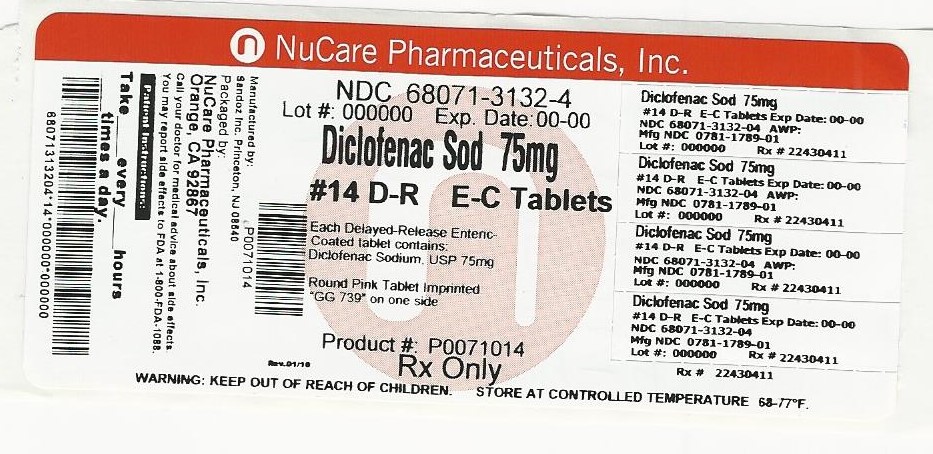 n NuCare Pharmaceuticals, Inc.
68071313204*14*000000*000000
Take ___ every ___ hours
___ times a day.
Patient Instructions:
You may report side effects to FDA at 1-800-FDA-1088.
Call your doctor for medical advice about side effects
NuCare Pharmaceuticals, Inc.
Orange, CA 92867
Packaged by:
Sandoz Inc. Princeton, NJ 08540
Manufactured by:
P0071014
Rev.01/10
NDC 68071-3132-4
Lot #: 000000 Exp. Date: 00-00
Diclofenac Sod 75mg
#14 D-R E-C Tablets
Each Delayed-Release Enteric-
Coated tablet contains:
Diclofenac Sodium, USP 75mg
Round Pink Tablet Imprinted
"GG 739" on one side
Product #: P0071014
Rx Only
Diclofenac Sod 75mg
#14 D-R E-C Tablets Exp Date: 00-00
NDC 68071-3132-04 AWP:
Mfg NDC 0781-1789-01
Lot #: 000000 Rx # 22430411
Diclofenac Sod 75mg
#14 D-R E-C Tablets Exp Date: 00-00
NDC 68071-3132-04 AWP:
Mfg NDC 0781-1789-01
Lot #: 000000 Rx # 22430411
Diclofenac Sod 75mg
#14 D-R E-C Tablets Exp Date: 00-00
NDC 68071-3132-04 AWP:
Mfg NDC 0781-1789-01
Lot #: 000000 Rx # 22430411
Diclofenac Sod 75mg
#14 D-R E-C Tablets Exp Date: 00-00
NDC 68071-3132-04
Mfg NDC 0781-1789-01
Lot #: 000000 Rx # 22430411
Rx # 22430411
WARNING: KEEP OUT OF REACH OF CHILDREN. STORE AT CONTROLLED TEMPERATURE 68-77°F.